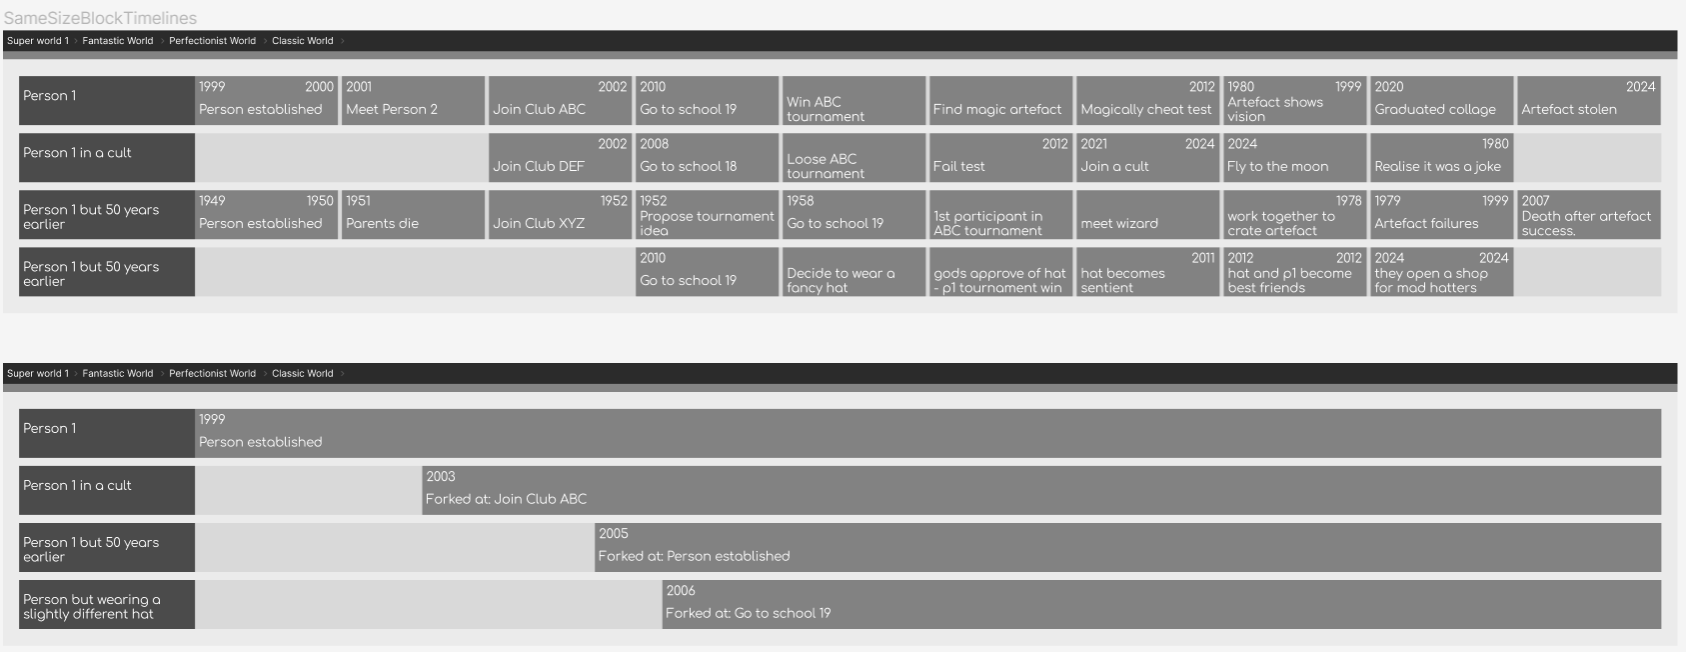 SameSizeBlockTimelines
Super world 1 › Fantastic World › Perfectionist World › Classic World ›
Person 1
1999 2000
Person established
2001
Meet Person 2
2002
Join Club ABC
2010
Go to school 19
Win ABC
tournament
Find magic artefact
2012
Magically cheat test
1980 1999
Artefact shows
vision
2020
Graduated collage
2024
Artefact stolen
Person 1 in a cult
2002
Join Club DEF
2008
Go to school 18
Loose ABC
tournament
2012
Fail test
2021 2024
Join a cult
2024
Fly to the moon
1980
Realise it was a joke
Person 1 but 50 years
earlier
1949 1950
Person established
1951
Parents die
1952
Join Club XYZ
1952
Propose tournament
idea
1958
Go to school 19
1st participant in
ABC tournament
meet wizard
1978
work together to
crate artefact
1979 1999
Artefact failures
2007
Death after artefact
success.
Person 1 but 50 years
earlier
2010
Go to school 19
Decide to wear a
fancy hat
gods approve of hat
- p1 tournament win
2011
hat becomes
sentient
2012 2012
hat and p1 become
best friends
2024 2024
they open a shop
for mad hatters
Super world 1 › Fantastic World › Perfectionist World › Classic World ›
Person 1
1999
Person established
Person 1 in a cult
2003
Forked at: Join Club ABC
Person 1 but 50 years
earlier
2005
Forked at: Person established
Person but wearing a
slightly different hat
2006
Forked at: Go to school 19